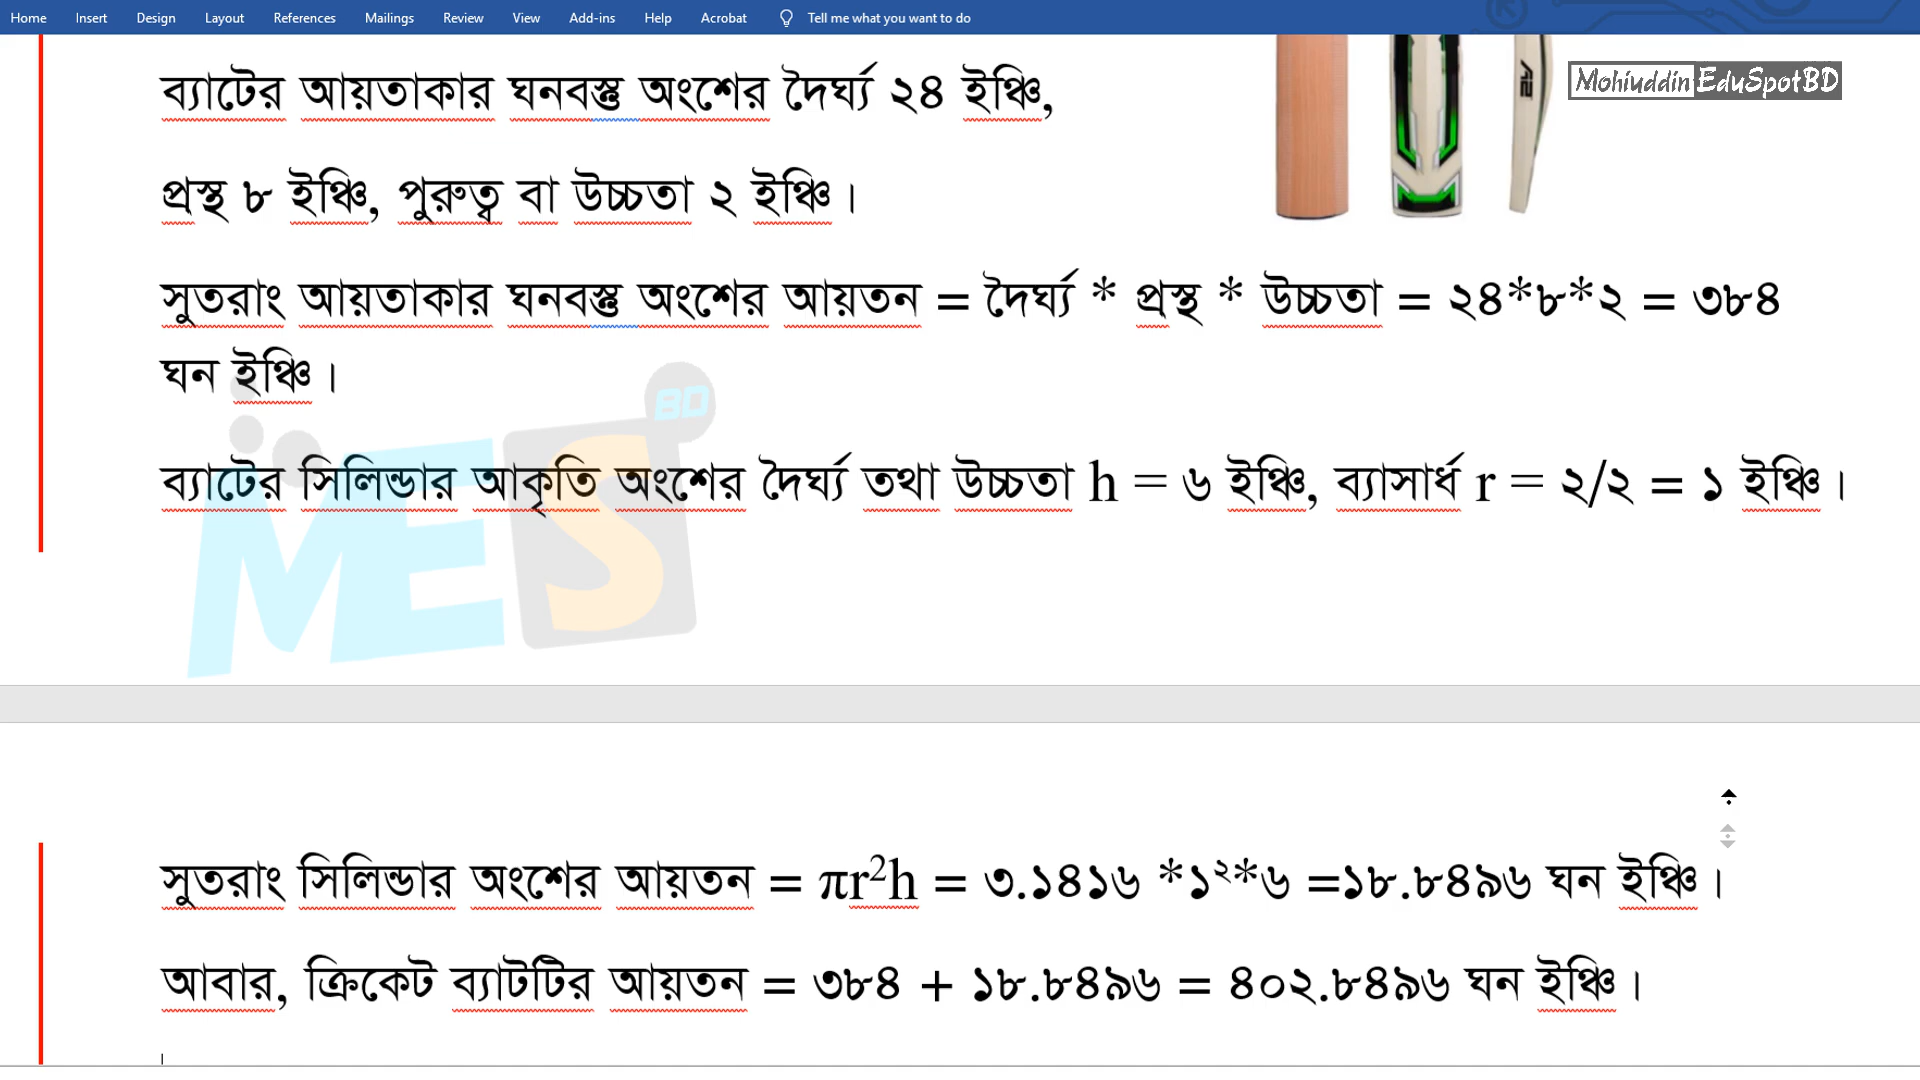 Home Insert Design Layout References Mailings Review View Add-ins Help Acrobat Tell me what you want to do
Mohiuddin EduSpotBD
ব্যাটের আয়তাকার ঘনবস্তু অংশের দৈর্ঘ্য ২৪ ইঞ্চি,
প্রস্থ ৮ ইঞ্চি, পুরুত্ব বা উচ্চতা ২ ইঞ্চি।
সুতরাং আয়তাকার ঘনবস্তু অংশের আয়তন = দৈর্ঘ্য * প্রস্থ * উচ্চতা = ২৪*৮*২ = ৩৮৪
ঘন ইঞ্চি।
BD
MES
ব্যাটের সিলিন্ডার আকৃতি অংশের দৈর্ঘ্য তথা উচ্চতা h = ৬ ইঞ্চি, ব্যাসার্ধ r = ২/২ = ১ ইঞ্চি।
সুতরাং সিলিন্ডার অংশের আয়তন = πr²h = ৩.১৪১৬ *১^২*৬ =১৮.৮৪৯৬ ঘন ইঞ্চি।
আবার, ক্রিকেট ব্যাটটির আয়তন = ৩৮৪ + ১৮.৮৪৯৬ = ৪০২.৮৪৯৬ ঘন ইঞ্চি।